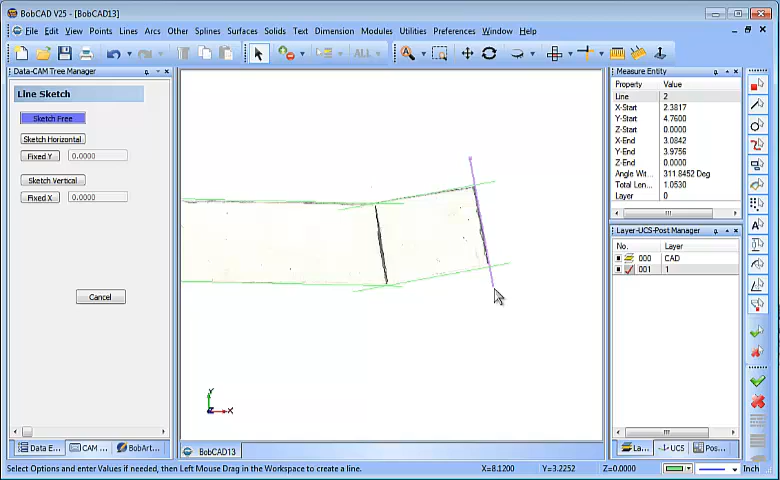 BobCAD V25 - [BobCAD13]
File Edit View Points Lines Arcs Other Splines Surfaces Solids Text Dimension Modules Utilities Preferences Window Help
ALL
Data-CAM Tree Manager
Line Sketch
Sketch Free
Sketch Horizontal
Fixed Y 0.0000
Sketch Vertical
Fixed X 0.0000
Cancel
Data E... CAM ... BobArt...
Y
X
BobCAD13
Measure Entity
Property Value
Line 2
X-Start 2.3817
Y-Start 4.7600
Z-Start 0.0000
X-End 3.0842
Y-End 3.9756
Z-End 0.0000
Angle Wit... 311.8452 Deg
Total Len... 1.0530
Layer 0
Layer-UCS-Post Manager
No. Layer
000 CAD
001 1
La... UCS Pos...
Select Options and enter Values if needed, then Left Mouse Drag in the Workspace to create a line. X=8.1200 Y=3.2252 Z=0.0000 Inch